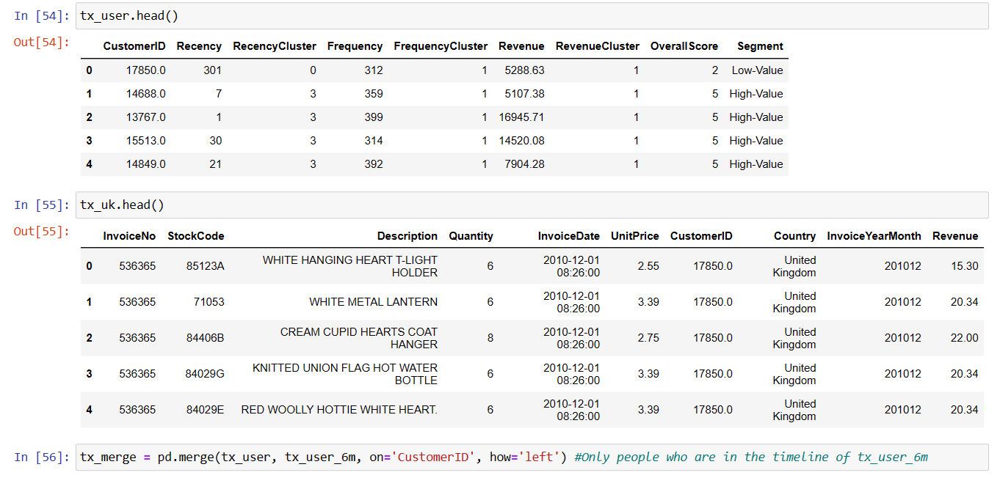 In [54]: tx_user.head()
Out[54]:
CustomerID Recency RecencyCluster Frequency FrequencyCluster Revenue RevenueCluster OverallScore Segment
0 17850.0 301 0 312 1 5288.63 1 2 Low-Value
1 14688.0 7 3 359 1 5107.38 1 5 High-Value
2 13767.0 1 3 399 1 16945.71 1 5 High-Value
3 15513.0 30 3 314 1 14520.08 1 5 High-Value
4 14849.0 21 3 392 1 7904.28 1 5 High-Value
In [55]: tx_uk.head()
Out[55]:
InvoiceNo StockCode Description Quantity InvoiceDate UnitPrice CustomerID Country InvoiceYearMonth Revenue
0 536365 85123A WHITE HANGING HEART T-LIGHT HOLDER 6 2010-12-01 08:26:00 2.55 17850.0 United Kingdom 201012 15.30
1 536365 71053 WHITE METAL LANTERN 6 2010-12-01 08:26:00 3.39 17850.0 United Kingdom 201012 20.34
2 536365 84406B CREAM CUPID HEARTS COAT HANGER 8 2010-12-01 08:26:00 2.75 17850.0 United Kingdom 201012 22.00
3 536365 84029G KNITTED UNION FLAG HOT WATER BOTTLE 6 2010-12-01 08:26:00 3.39 17850.0 United Kingdom 201012 20.34
4 536365 84029E RED WOOLLY HOTTIE WHITE HEART. 6 2010-12-01 08:26:00 3.39 17850.0 United Kingdom 201012 20.34
In [56]: tx_merge = pd.merge(tx_user, tx_user_6m, on='CustomerID', how='left') #Only people who are in the timeline of tx_user_6m